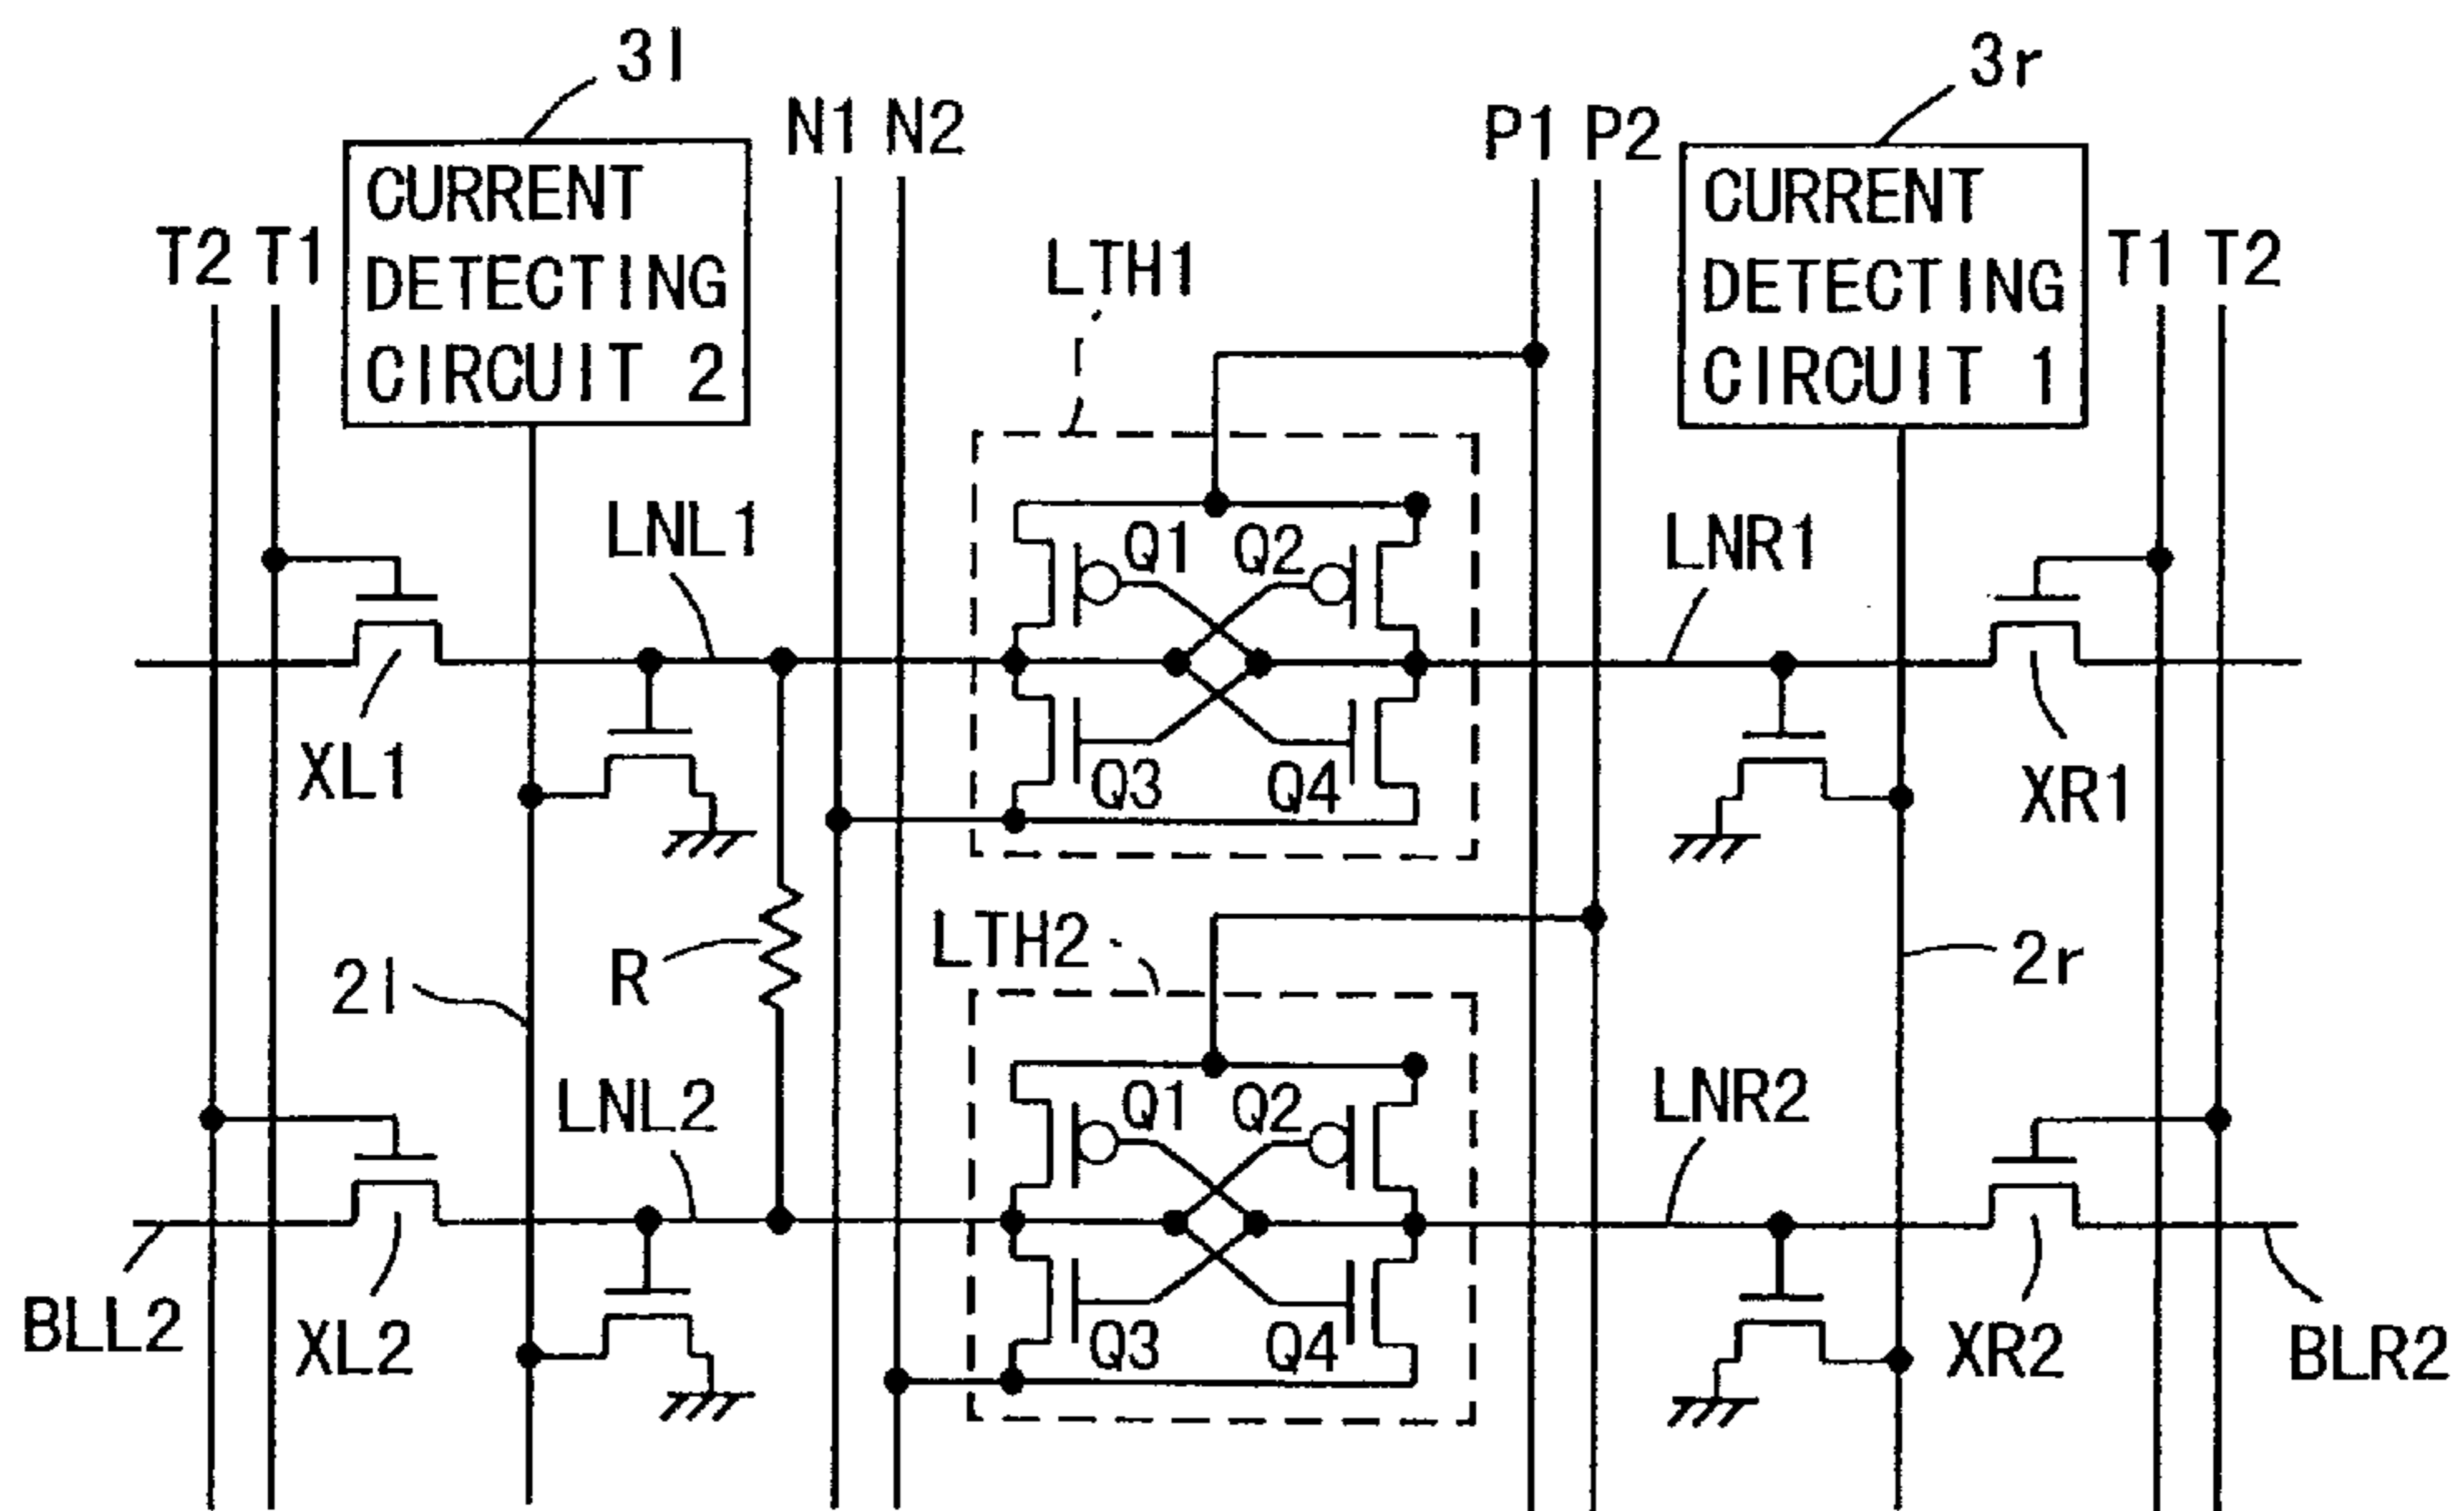 3l
3r
N1 N2
P1 P2
CURRENT
DETECTING
CIRCUIT 2
CURRENT
DETECTING
CIRCUIT 1
T2 T1
T1 T2
LTH1
LNL1
Q1 Q2
LNR1
XL1
Q3 Q4
XR1
LTH2
R
2l
2r
LNL2
Q1 Q2
LNR2
BLL2
XL2
Q3 Q4
XR2
BLR2